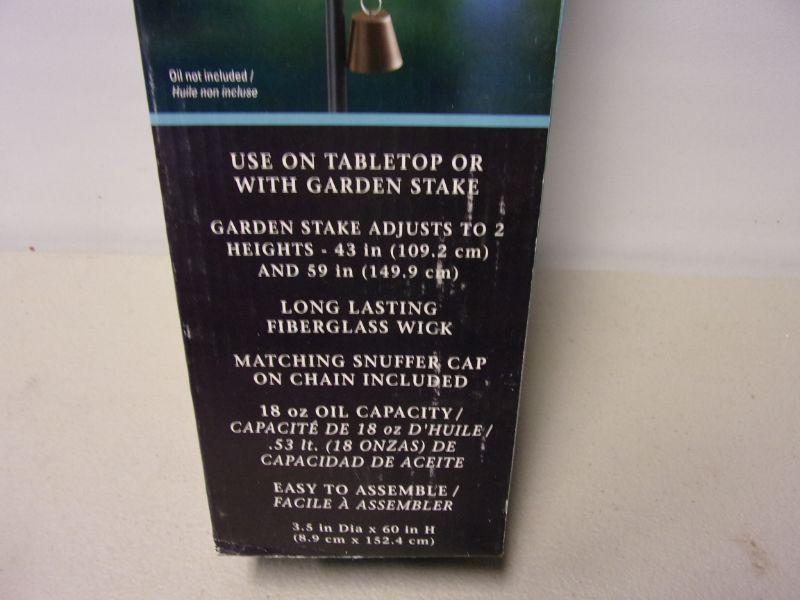 Oil not included /
Huile non incluse
USE ON TABLETOP OR
WITH GARDEN STAKE
GARDEN STAKE ADJUSTS TO 2
HEIGHTS - 43 in (109.2 cm)
AND 59 in (149.9 cm)
LONG LASTING
FIBERGLASS WICK
MATCHING SNUFFER CAP
ON CHAIN INCLUDED
18 oz OIL CAPACITY /
CAPACITÉ DE 18 oz D'HUILE /
.53 lt. (18 ONZAS) DE
CAPACIDAD DE ACEITE
EASY TO ASSEMBLE /
FACILE À ASSEMBLER
3.5 in Dia x 60 in H
(8.9 cm x 152.4 cm)